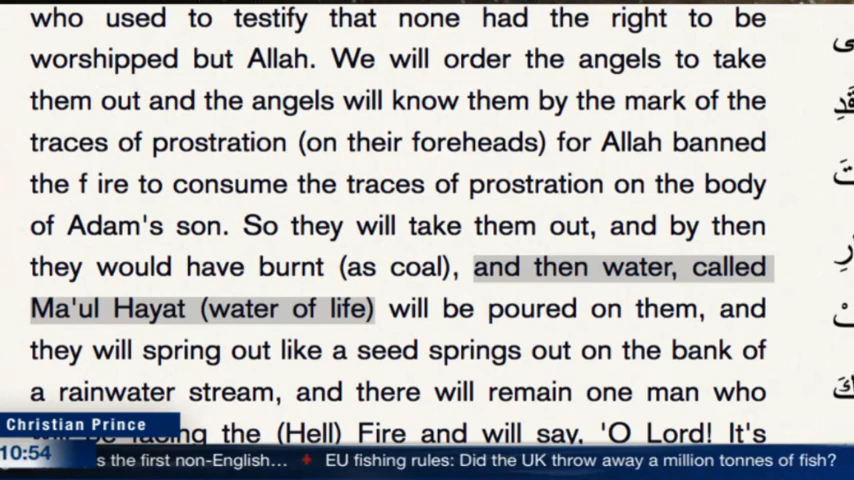 who used to testify that none had the right to be
worshipped but Allah. We will order the angels to take
them out and the angels will know them by the mark of the
traces of prostration (on their foreheads) for Allah banned
the f ire to consume the traces of prostration on the body
of Adam's son. So they will take them out, and by then
they would have burnt (as coal), and then water, called
Ma'ul Hayat (water of life) will be poured on them, and
they will spring out like a seed springs out on the bank of
a rainwater stream, and there will remain one man who
will be facing the (Hell) Fire and will say, 'O Lord! It's
Christian Prince
10:54
s the first non-English... EU fishing rules: Did the UK throw away a million tonnes of fish?